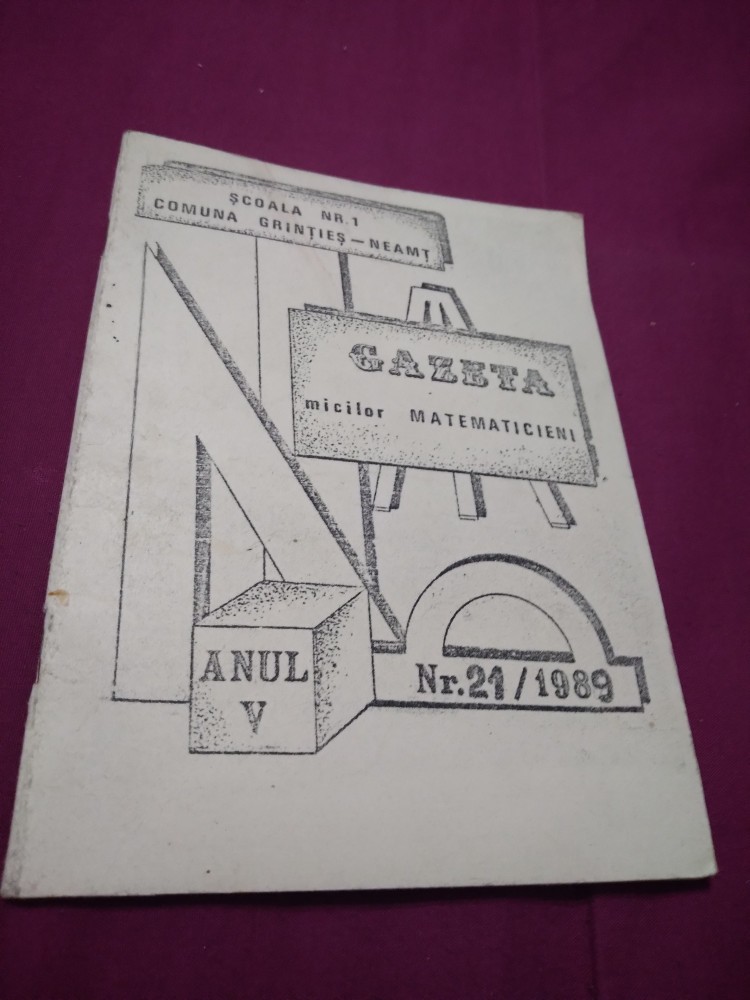 ŞCOALA NR.1
COMUNA GRINŢIEŞ – NEAMŢ
GAZETA
micilor MATEMATICIENI
ANUL
V
Nr.21/1989